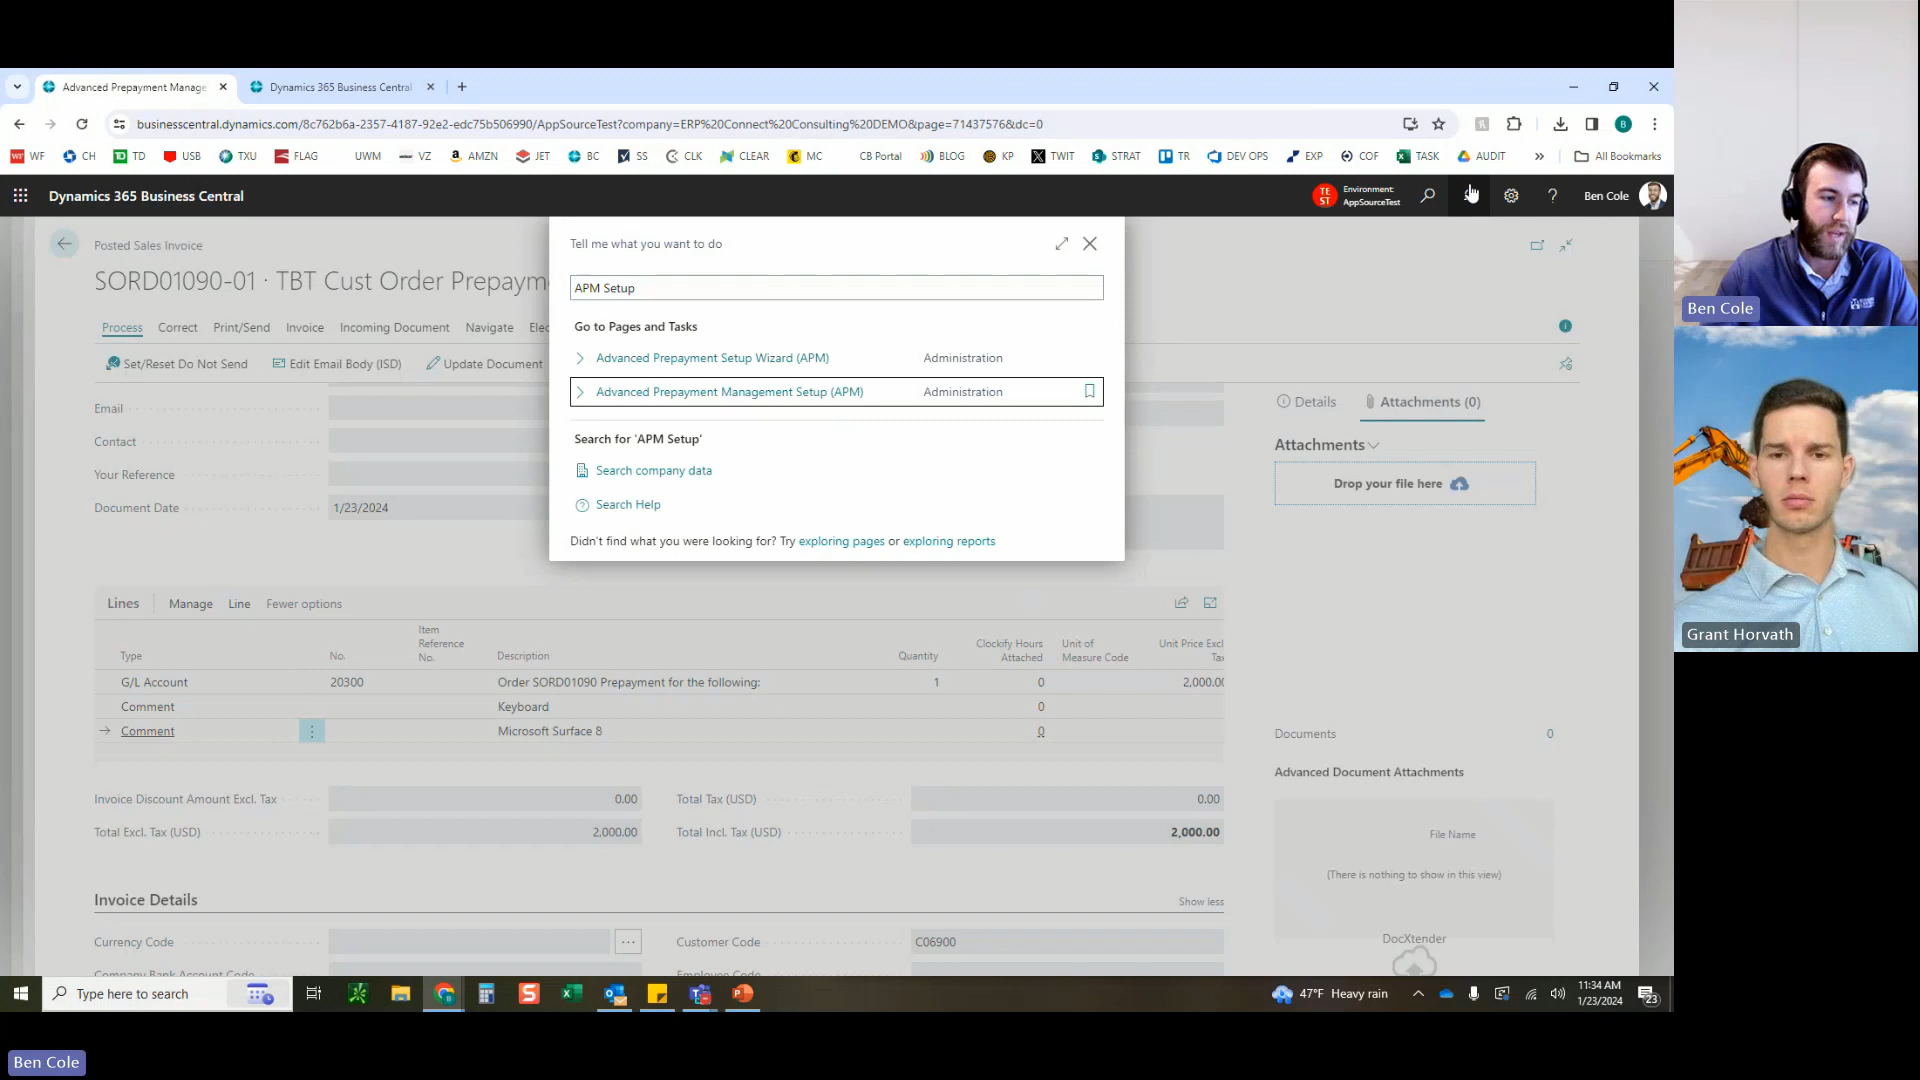 Advanced Prepayment Manage
Dynamics 365 Business Central
businesscentral.dynamics.com/8c762b6a-2357-4187-92e2-edc75b506990/AppSourceTest?company=ERP%20Connect%20Consulting%20DEMO&page=71437576&dc=0
WF CH TD USB TXU FLAG UWM VZ AMZN JET BC SS CLK CLEAR MC CB Portal BLOG KP TWIT STRAT TR DEV OPS EXP COF TASK AUDIT All Bookmarks
Dynamics 365 Business Central
TE ST
Environment:
AppSourceTest
Ben Cole
Posted Sales Invoice
SORD01090-01 · TBT Cust Order Prepaym
Process Correct Print/Send Invoice Incoming Document Navigate Elec
Set/Reset Do Not Send Edit Email Body (ISD) Update Document
Tell me what you want to do
APM Setup
Go to Pages and Tasks
Advanced Prepayment Setup Wizard (APM) Administration
Advanced Prepayment Management Setup (APM) Administration
Search for 'APM Setup'
Search company data
Search Help
Didn't find what you were looking for? Try exploring pages or exploring reports
Email
Contact
Your Reference
Document Date 1/23/2024
Details Attachments (0)
Attachments
Drop your file here
Lines Manage Line Fewer options
Type No. Item Reference No. Description Quantity Clockify Hours Attached Unit of Measure Code Unit Price Excl Tax
G/L Account 20300 Order SORD01090 Prepayment for the following: 1 0 2,000.00
Comment Keyboard 0
Comment Microsoft Surface 8 0
Invoice Discount Amount Excl. Tax 0.00 Total Tax (USD) 0.00
Total Excl. Tax (USD) 2,000.00 Total Incl. Tax (USD) 2,000.00
Documents 0
Advanced Document Attachments
File Name
(There is nothing to show in this view)
DocXtender
Invoice Details Show less
Currency Code Customer Code C06900
Company Bank Account Code Employee Code
Type here to search
47°F Heavy rain
11:34 AM
1/23/2024
23
Ben Cole
Grant Horvath
Ben Cole